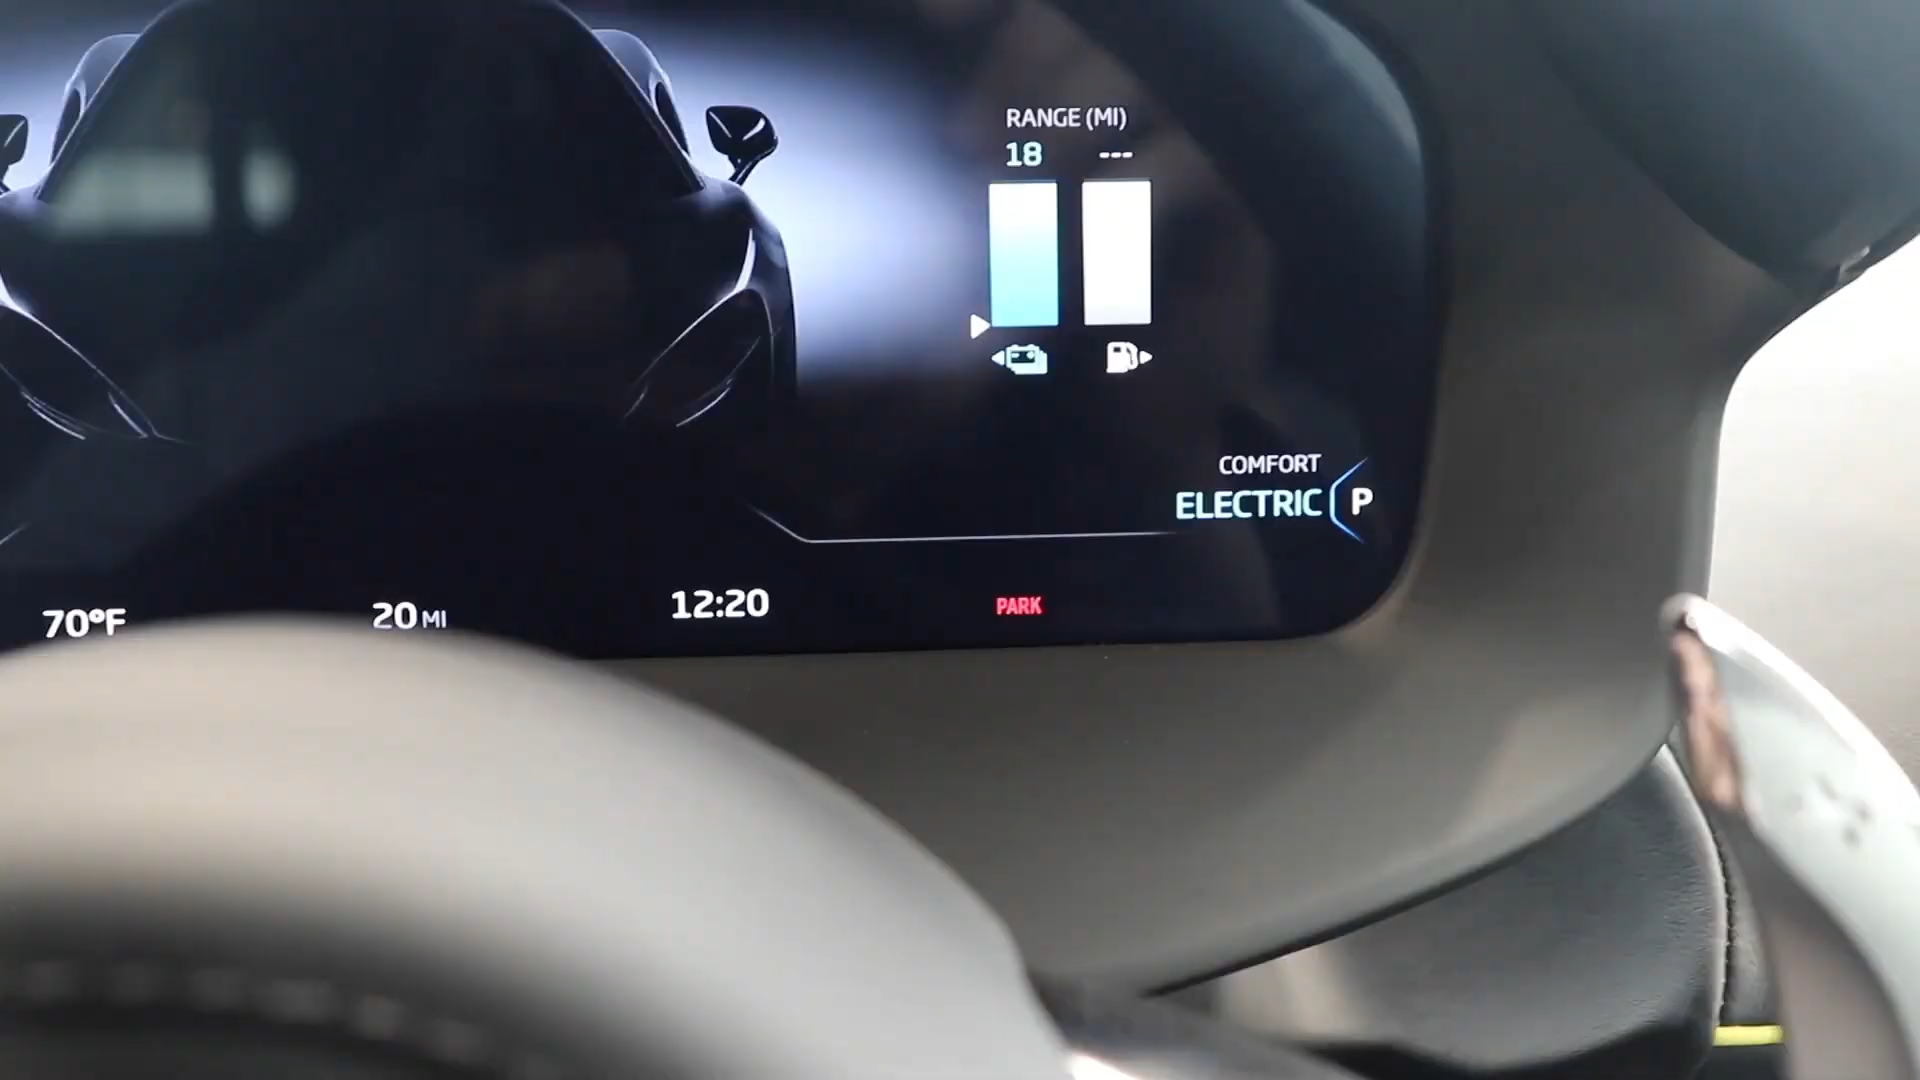 RANGE (MI)
18 ---
COMFORT
ELECTRIC P
70°F 20 MI 12:20 PARK